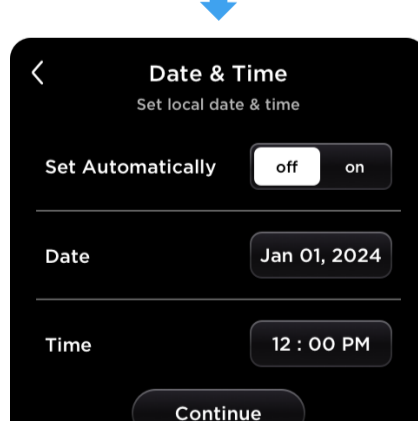 Date & Time
Set local date & time
Set Automatically off on
Date Jan 01, 2024
Time 12 : 00 PM
Continue